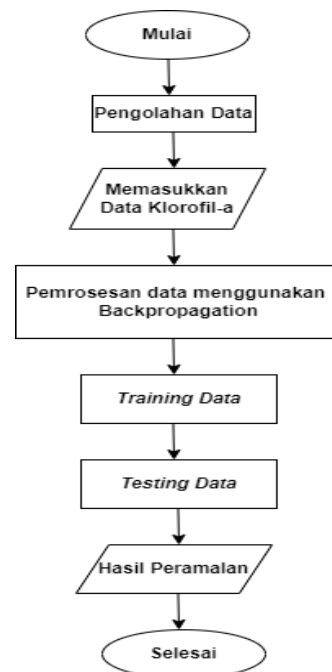 Mulai
Pengolahan Data
Memasukkan
Data Klorofil-a
Pemrosesan data menggunakan
Backpropagation
Training Data
Testing Data
Hasil Peramalan
Selesai